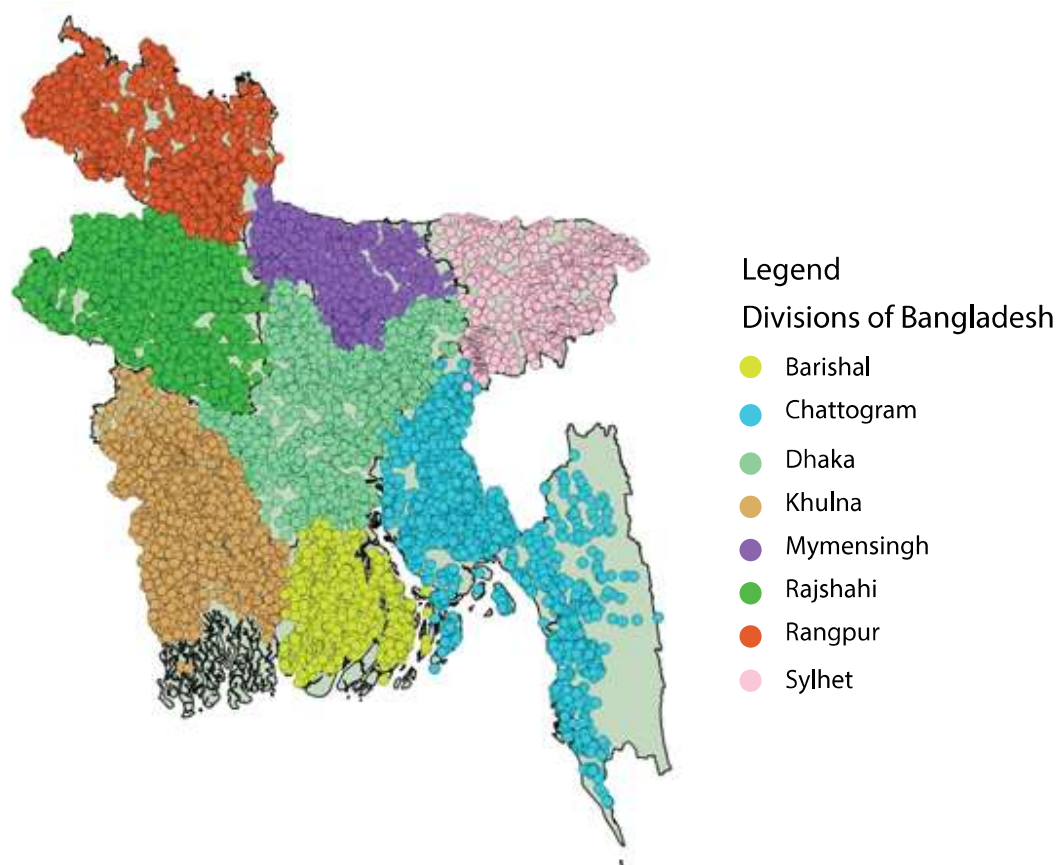 Legend
Divisions of Bangladesh
Barishal
Chattogram
Dhaka
Khulna
Mymensingh
Rajshahi
Rangpur
Sylhet